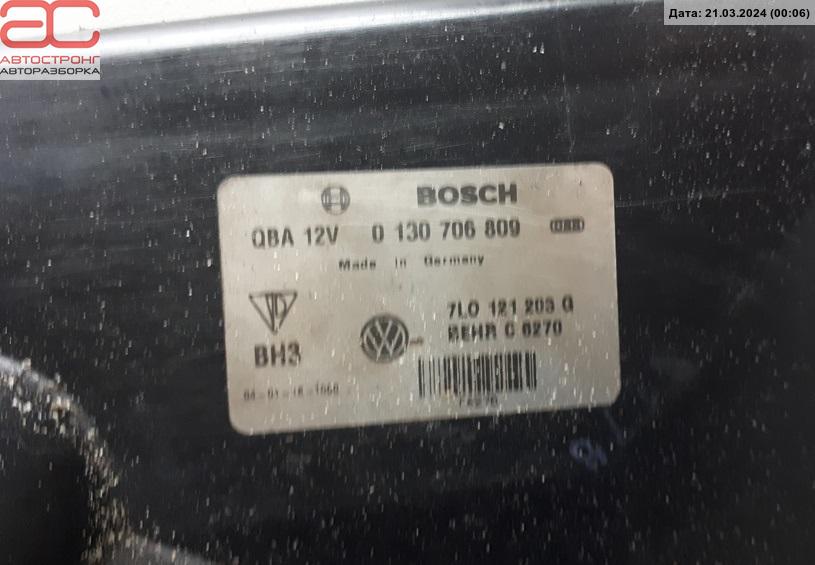 Дата: 21.03.2024 (00:06)
АС
АВТОСТРОНГ
АВТОРАЗБОРКА
BOSCH
QBA 12V 0 130 706 809
Made in Germany
7L0 121 203 G
BEHR C 6270
BH3